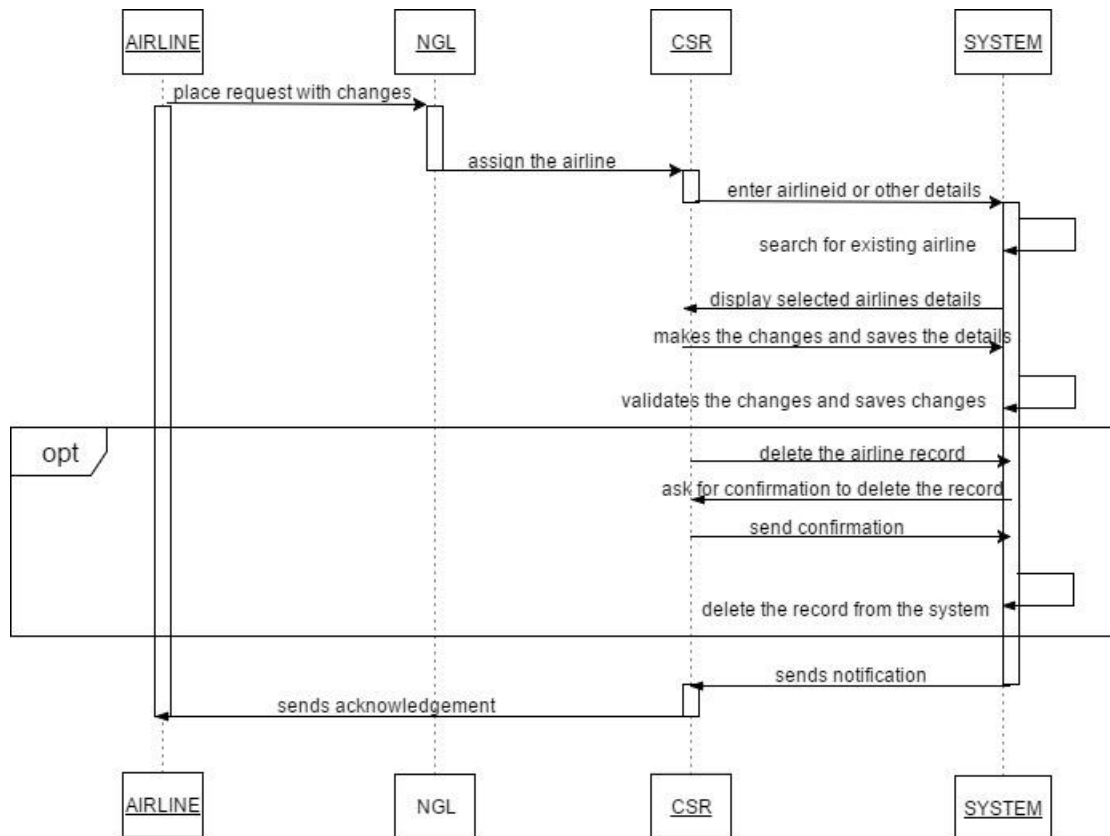 AIRLINE
NGL
CSR
SYSTEM
place request with changes
assign the airline
enter airlineid or other details
search for existing airline
display selected airlines details
makes the changes and saves the details
validates the changes and saves changes
opt
delete the airline record
ask for confirmation to delete the record
send confirmation
delete the record from the system
sends notification
sends acknowledgement
AIRLINE
NGL
CSR
SYSTEM